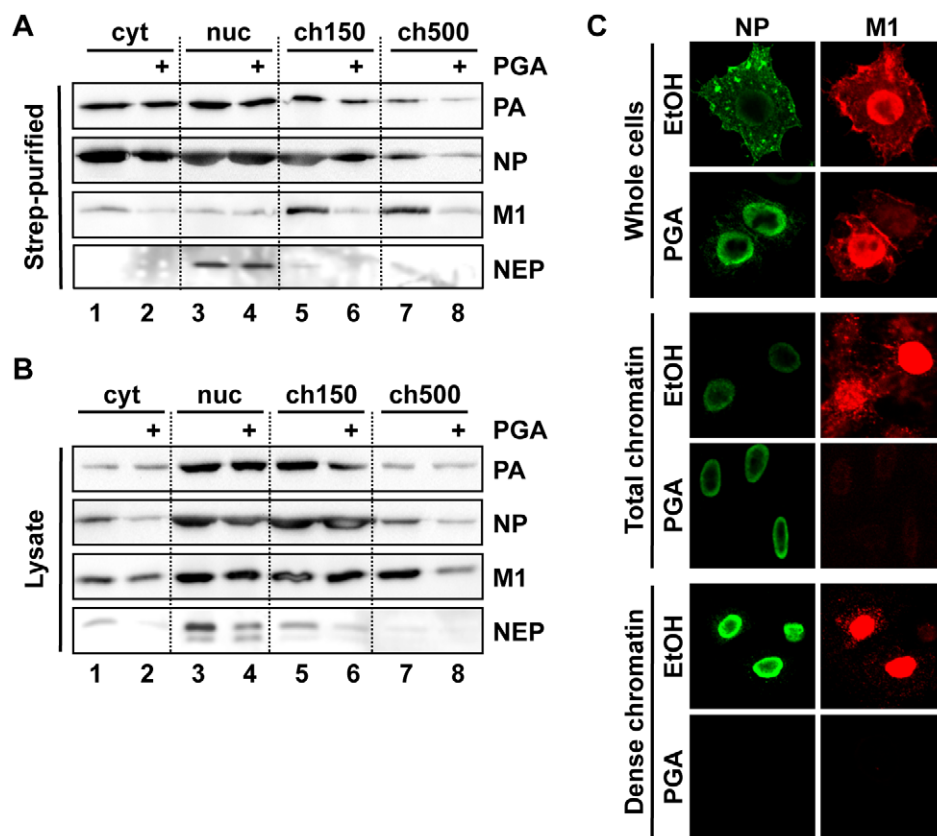 A
cyt nuc ch150 ch500
+ + + + PGA
PA
NP
M1
NEP
Strep-purified
1 2 3 4 5 6 7 8
B
cyt nuc ch150 ch500
+ + + + PGA
PA
NP
M1
NEP
Lysate
1 2 3 4 5 6 7 8
C
NP M1
Whole cells
EtOH
PGA
Total chromatin
EtOH
PGA
Dense chromatin
EtOH
PGA